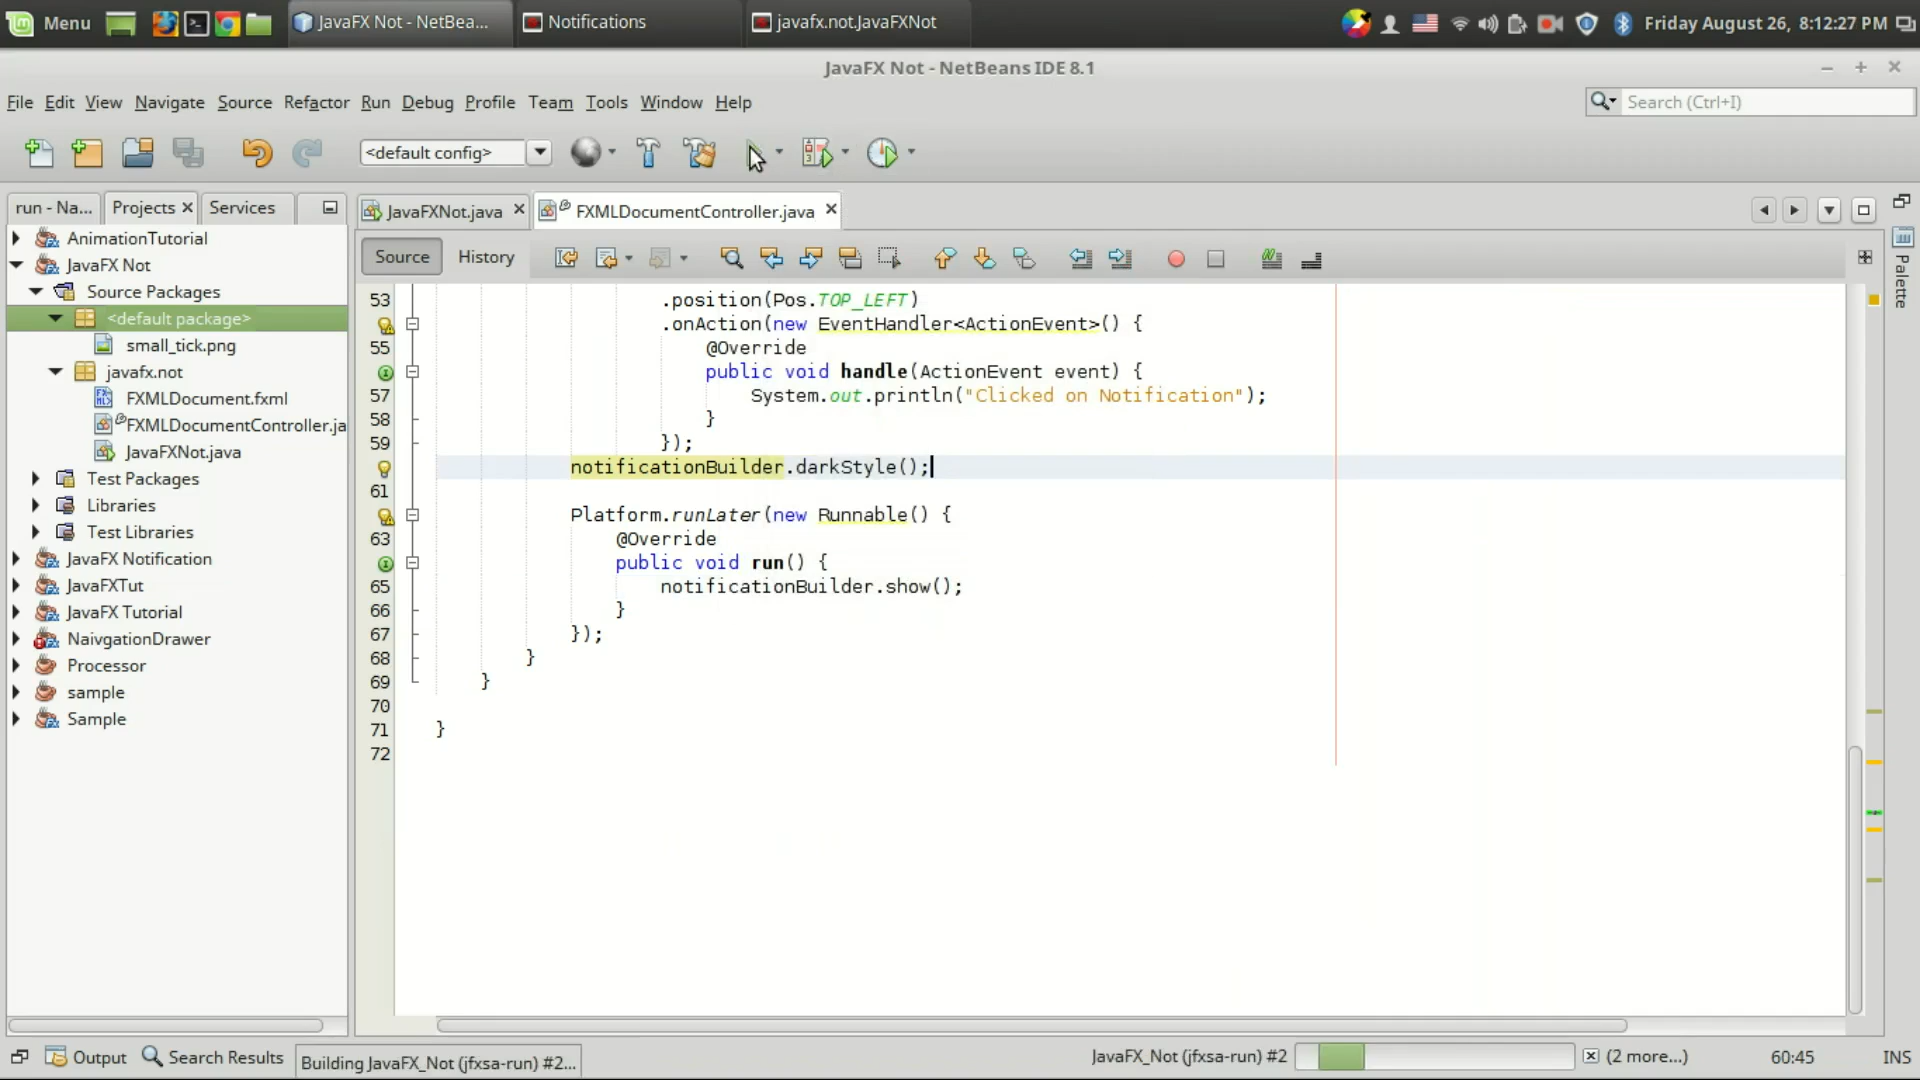 Menu
JavaFX Not - NetBea...
Notifications
javafx.not.JavaFXNot
Friday August 26, 8:12:27 PM
JavaFX Not - NetBeans IDE 8.1
File Edit View Navigate Source Refactor Run Debug Profile Team Tools Window Help
Search (Ctrl+I)
<default config>
run - Na...
Projects
Services
JavaFXNot.java
FXMLDocumentController.java
Source
History
AnimationTutorial
JavaFX Not
Source Packages
<default package>
small_tick.png
javafx.not
FXMLDocument.fxml
FXMLDocumentController.ja
JavaFXNot.java
Test Packages
Libraries
Test Libraries
JavaFX Notification
JavaFXTut
JavaFX Tutorial
NaivgationDrawer
Processor
sample
Sample
53 .position(Pos.TOP_LEFT)
.onAction(new EventHandler<ActionEvent>() {
55 @Override
public void handle(ActionEvent event) {
57 System.out.println("Clicked on Notification");
58 }
59 });
notificationBuilder.darkStyle();
61
Platform.runLater(new Runnable() {
63 @Override
public void run() {
65 notificationBuilder.show();
66 }
67 });
68 }
69 }
70
71 }
72
Palette
Output
Search Results
Building JavaFX_Not (jfxsa-run) #2...
JavaFX_Not (jfxsa-run) #2
(2 more...)
60:45
INS